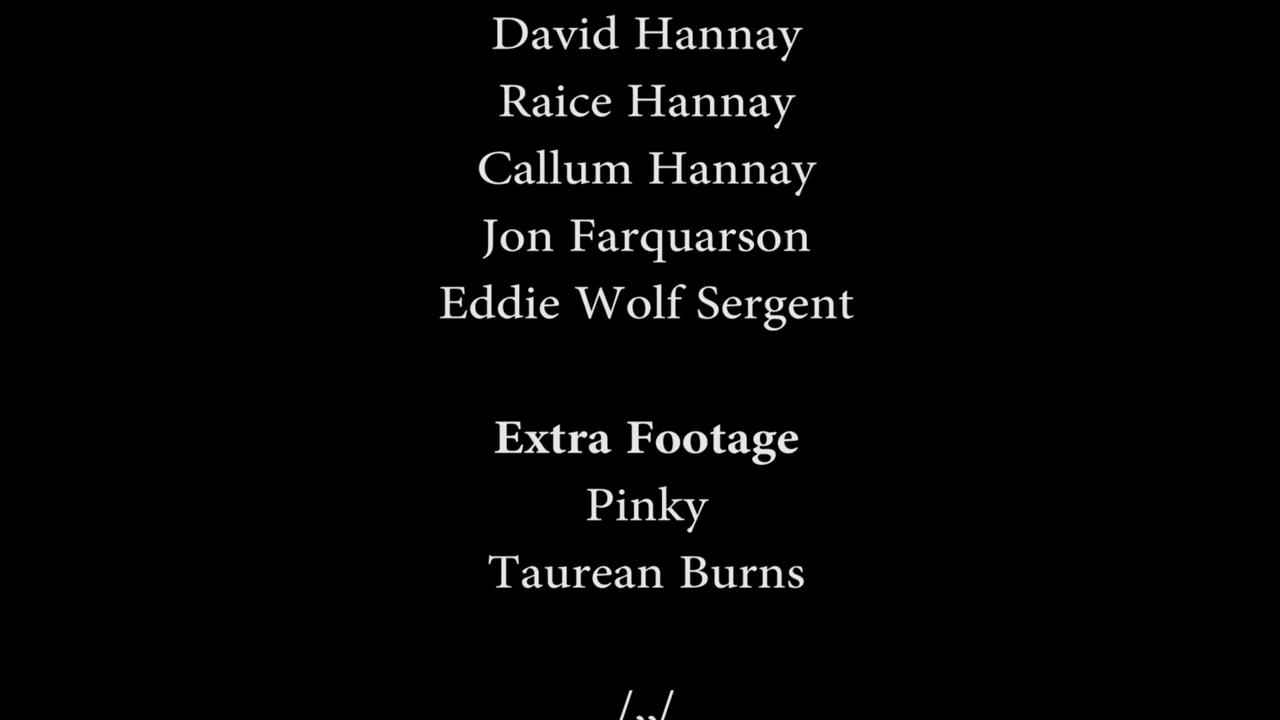 David Hannay
Raice Hannay
Callum Hannay
Jon Farquarson
Eddie Wolf Sergent
Extra Footage
Pinky
Taurean Burns